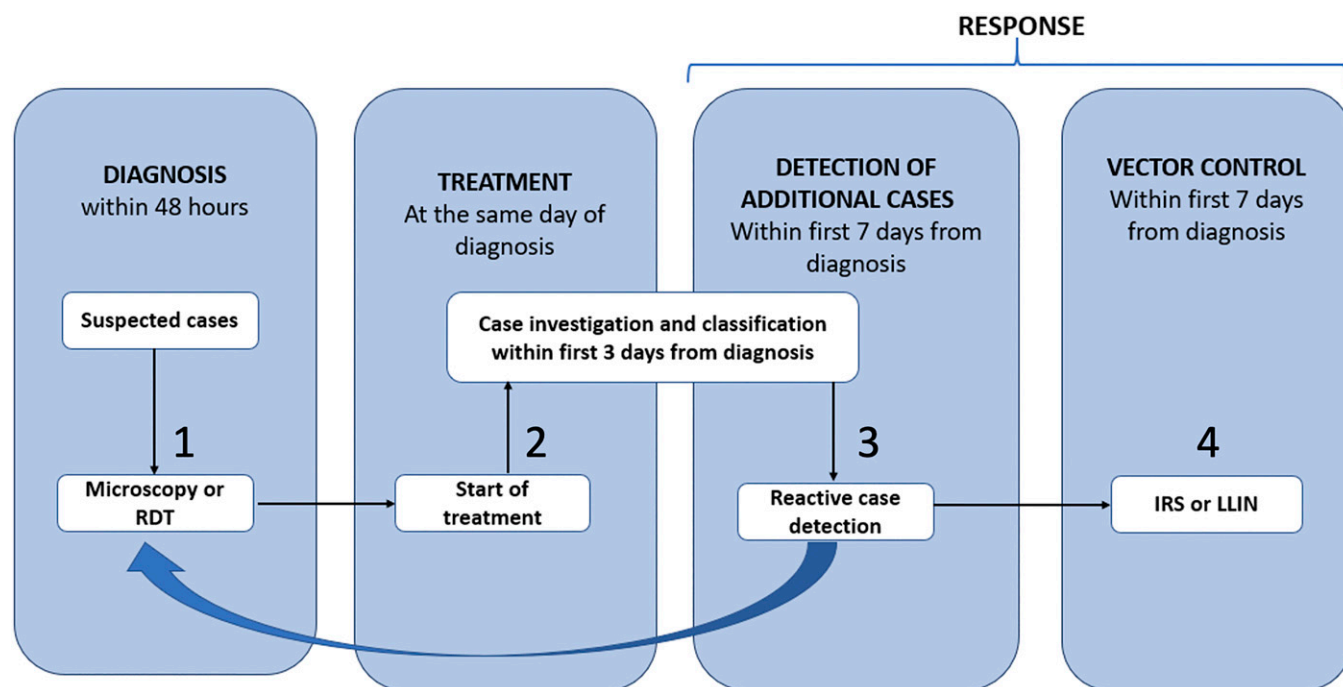 RESPONSE
DIAGNOSIS
within 48 hours
Suspected cases
1
Microscopy or
RDT
TREATMENT
At the same day of
diagnosis
Case investigation and classification
within first 3 days from diagnosis
2
Start of
treatment
DETECTION OF
ADDITIONAL CASES
Within first 7 days from
diagnosis
3
Reactive case
detection
VECTOR CONTROL
Within first 7 days
from diagnosis
4
IRS or LLIN